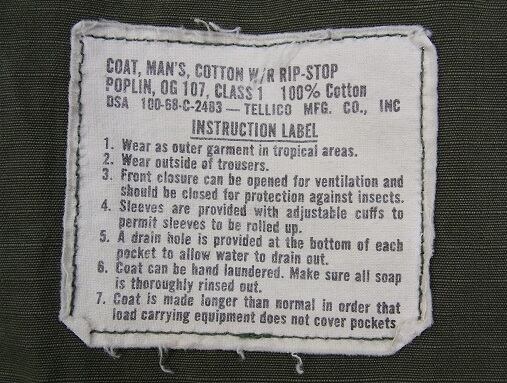 COAT, MAN'S, COTTON W/R RIP-STOP
POPLIN, OG 107, CLASS 1 100% Cotton
DSA 100-68-C-2483 — TELLICO MFG. CO., INC
INSTRUCTION LABEL
1. Wear as outer garment in tropical areas.
2. Wear outside of trousers.
3. Front closure can be opened for ventilation and
should be closed for protection against insects.
4. Sleeves are provided with adjustable cuffs to
permit sleeves to be rolled up.
5. A drain hole is provided at the bottom of each
pocket to allow water to drain out.
6. Coat can be hand laundered. Make sure all soap
is thoroughly rinsed out.
7. Coat is made longer than normal in order that
load carrying equipment does not cover pockets